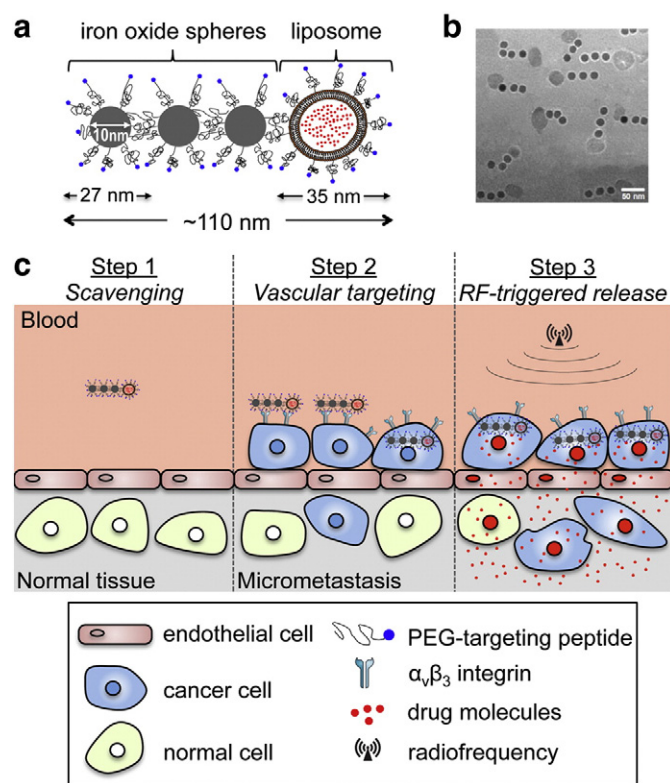 a
iron oxide spheres
liposome
10nm
27 nm
35 nm
~110 nm
b
50 nm
c
Step 1
Scavenging
Step 2
Vascular targeting
Step 3
RF-triggered release
Blood
Normal tissue
Micrometastasis
endothelial cell
cancer cell
normal cell
PEG-targeting peptide
αvβ3 integrin
drug molecules
radiofrequency